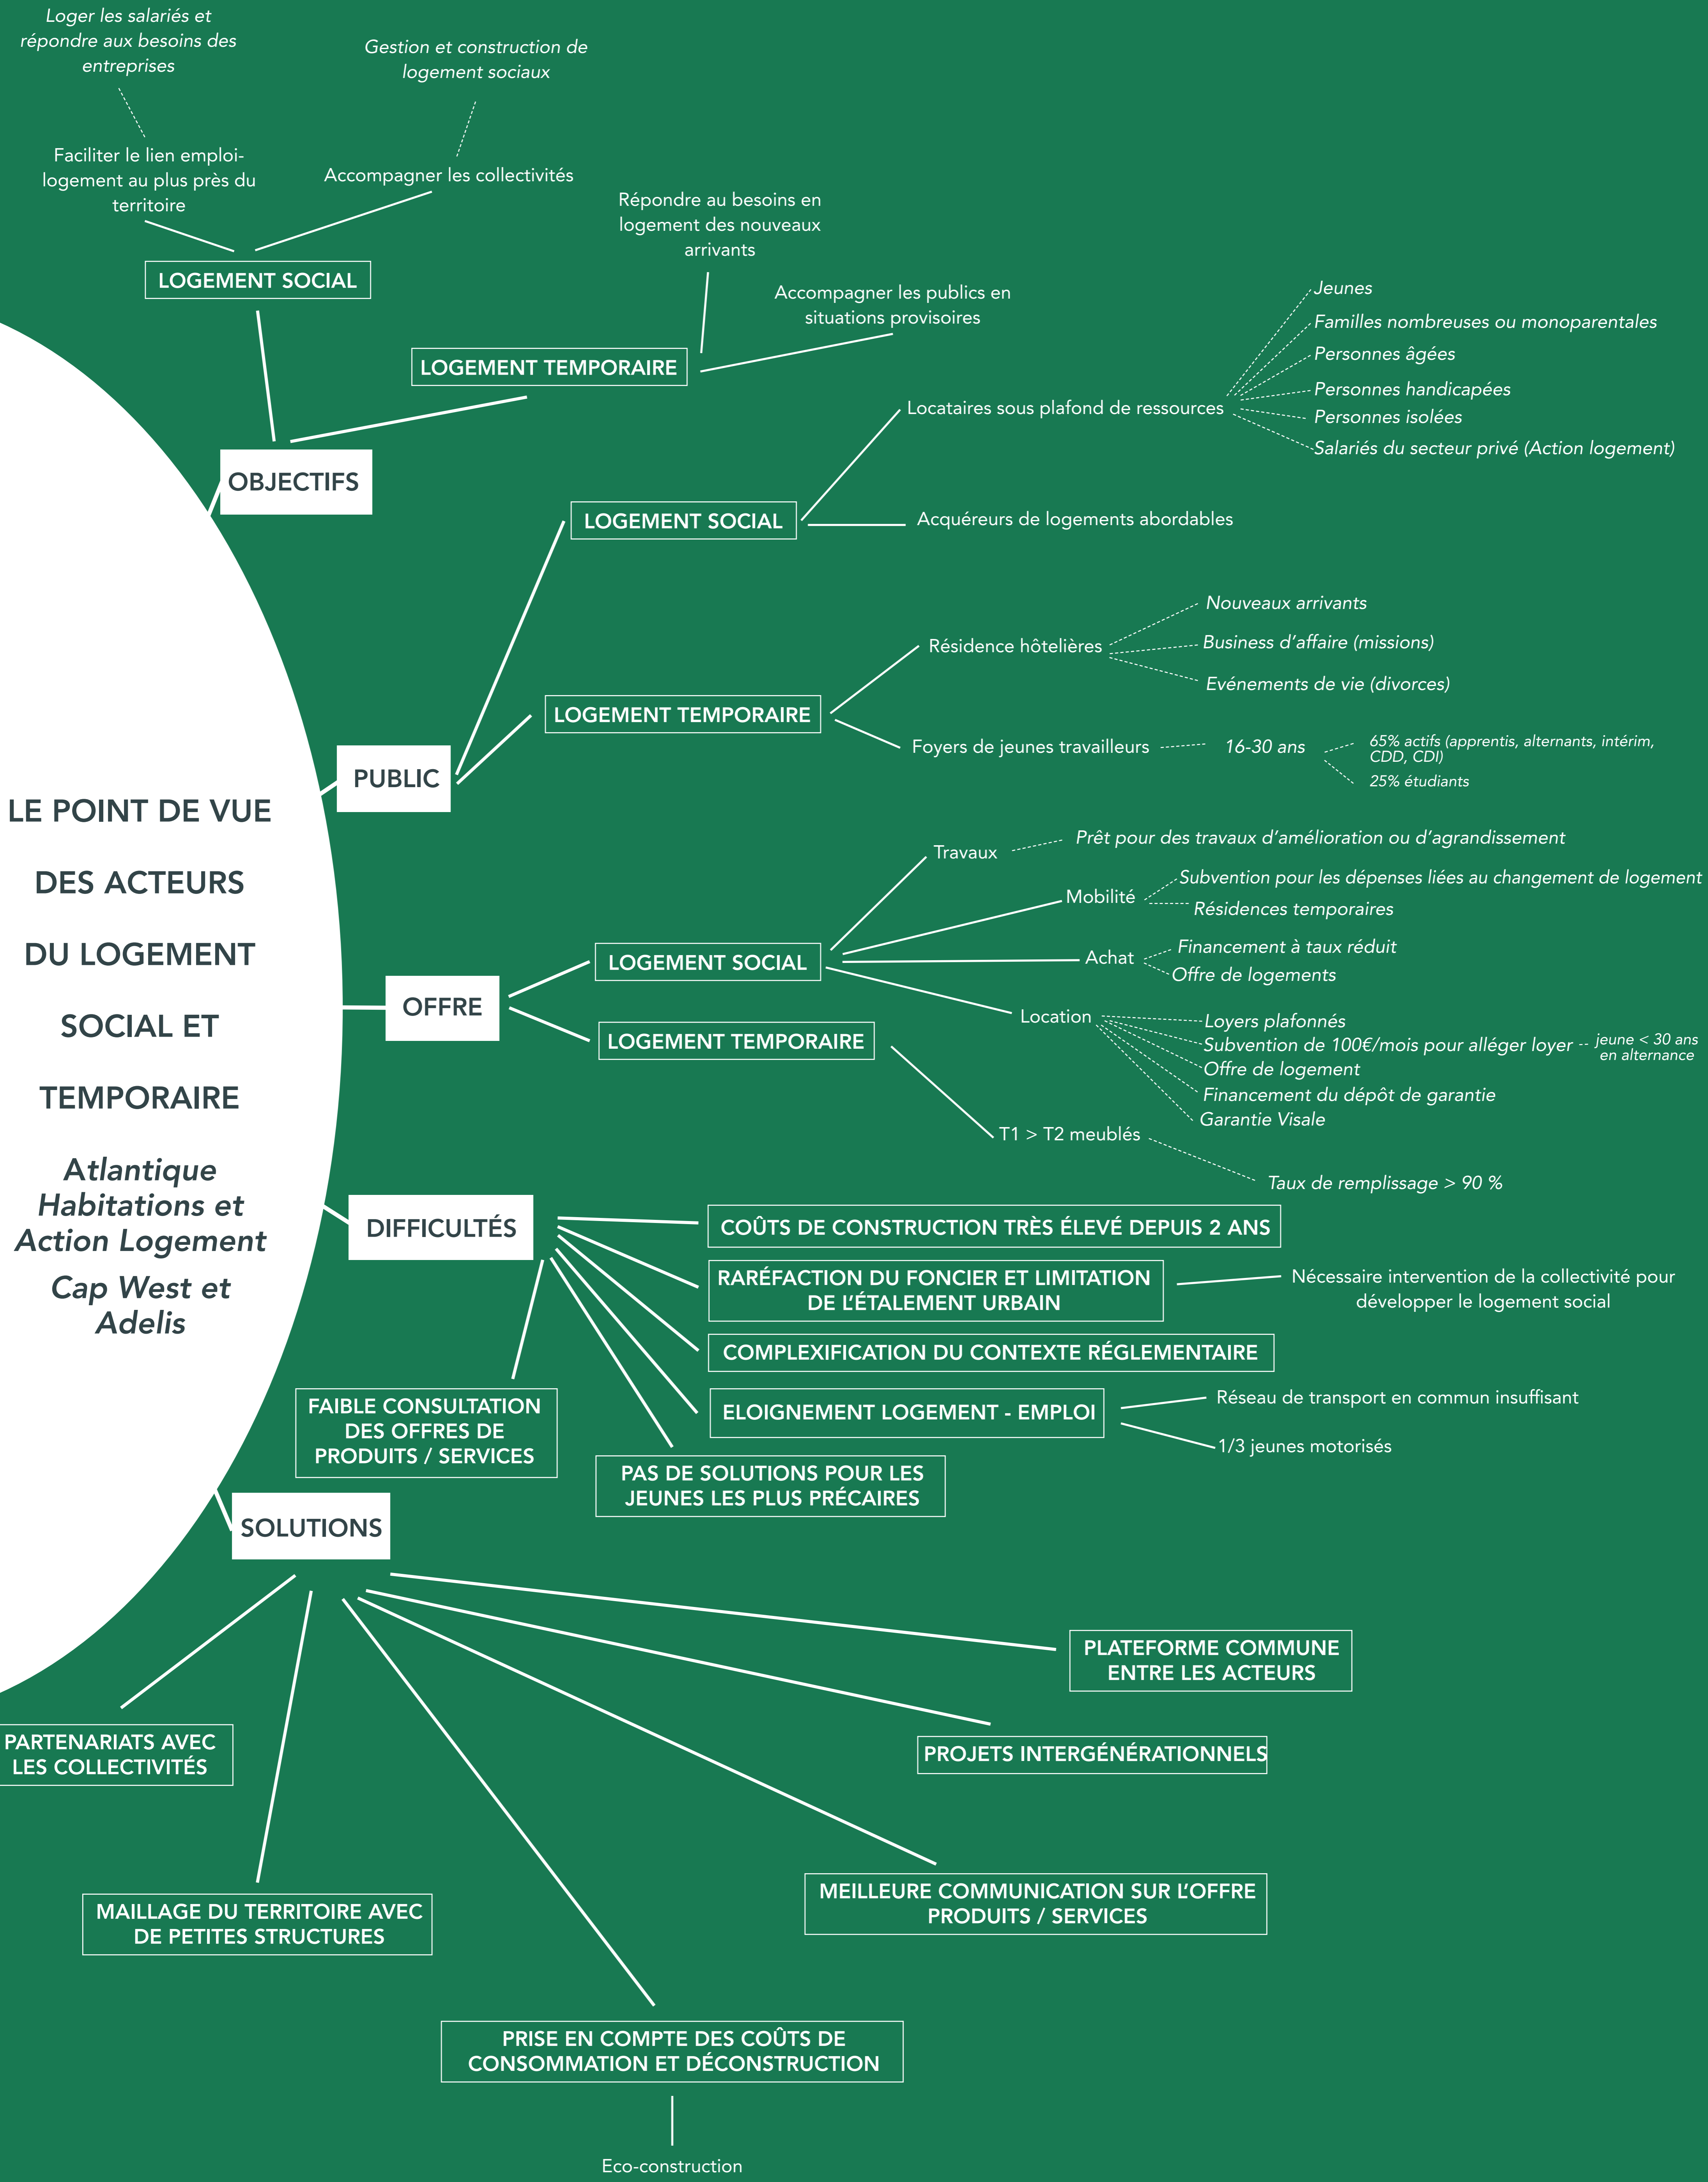 Loger les salariés et
répondre aux besoins des
entreprises
Gestion et construction de
logement sociaux
Faciliter le lien emploi-
logement au plus près du
territoire
Accompagner les collectivités
LOGEMENT SOCIAL
Répondre au besoins en
logement des nouveaux
arrivants
Accompagner les publics en
situations provisoires
LOGEMENT TEMPORAIRE
OBJECTIFS
Jeunes
Familles nombreuses ou monoparentales
Personnes âgées
Personnes handicapées
Personnes isolées
Salariés du secteur privé (Action logement)
Locataires sous plafond de ressources
LOGEMENT SOCIAL
Acquéreurs de logements abordables
Nouveaux arrivants
Business d'affaire (missions)
Evénements de vie (divorces)
Résidence hôtelières
LOGEMENT TEMPORAIRE
Foyers de jeunes travailleurs
16-30 ans
65% actifs (apprentis, alternants, intérim,
CDD, CDI)
25% étudiants
PUBLIC
LE POINT DE VUE
DES ACTEURS
DU LOGEMENT
SOCIAL ET
TEMPORAIRE
Atlantique
Habitations et
Action Logement
Cap West et
Adelis
Travaux
Prêt pour des travaux d'amélioration ou d'agrandissement
Mobilité
Subvention pour les dépenses liées au changement de logement
Résidences temporaires
LOGEMENT SOCIAL
Achat
Financement à taux réduit
Offre de logements
OFFRE
Location
Loyers plafonnés
Subvention de 100€/mois pour alléger loyer
jeune < 30 ans
en alternance
Offre de logement
Financement du dépôt de garantie
Garantie Visale
LOGEMENT TEMPORAIRE
T1 > T2 meublés
Taux de remplissage > 90 %
DIFFICULTÉS
COÛTS DE CONSTRUCTION TRÈS ÉLEVÉ DEPUIS 2 ANS
RARÉFACTION DU FONCIER ET LIMITATION
DE L'ÉTALEMENT URBAIN
Nécessaire intervention de la collectivité pour
développer le logement social
COMPLEXIFICATION DU CONTEXTE RÉGLEMENTAIRE
ELOIGNEMENT LOGEMENT - EMPLOI
Réseau de transport en commun insuffisant
1/3 jeunes motorisés
FAIBLE CONSULTATION
DES OFFRES DE
PRODUITS / SERVICES
PAS DE SOLUTIONS POUR LES
JEUNES LES PLUS PRÉCAIRES
SOLUTIONS
PLATEFORME COMMUNE
ENTRE LES ACTEURS
PARTENARIATS AVEC
LES COLLECTIVITÉS
PROJETS INTERGÉNÉRATIONNELS
MEILLEURE COMMUNICATION SUR L'OFFRE
PRODUITS / SERVICES
MAILLAGE DU TERRITOIRE AVEC
DE PETITES STRUCTURES
PRISE EN COMPTE DES COÛTS DE
CONSOMMATION ET DÉCONSTRUCTION
Eco-construction